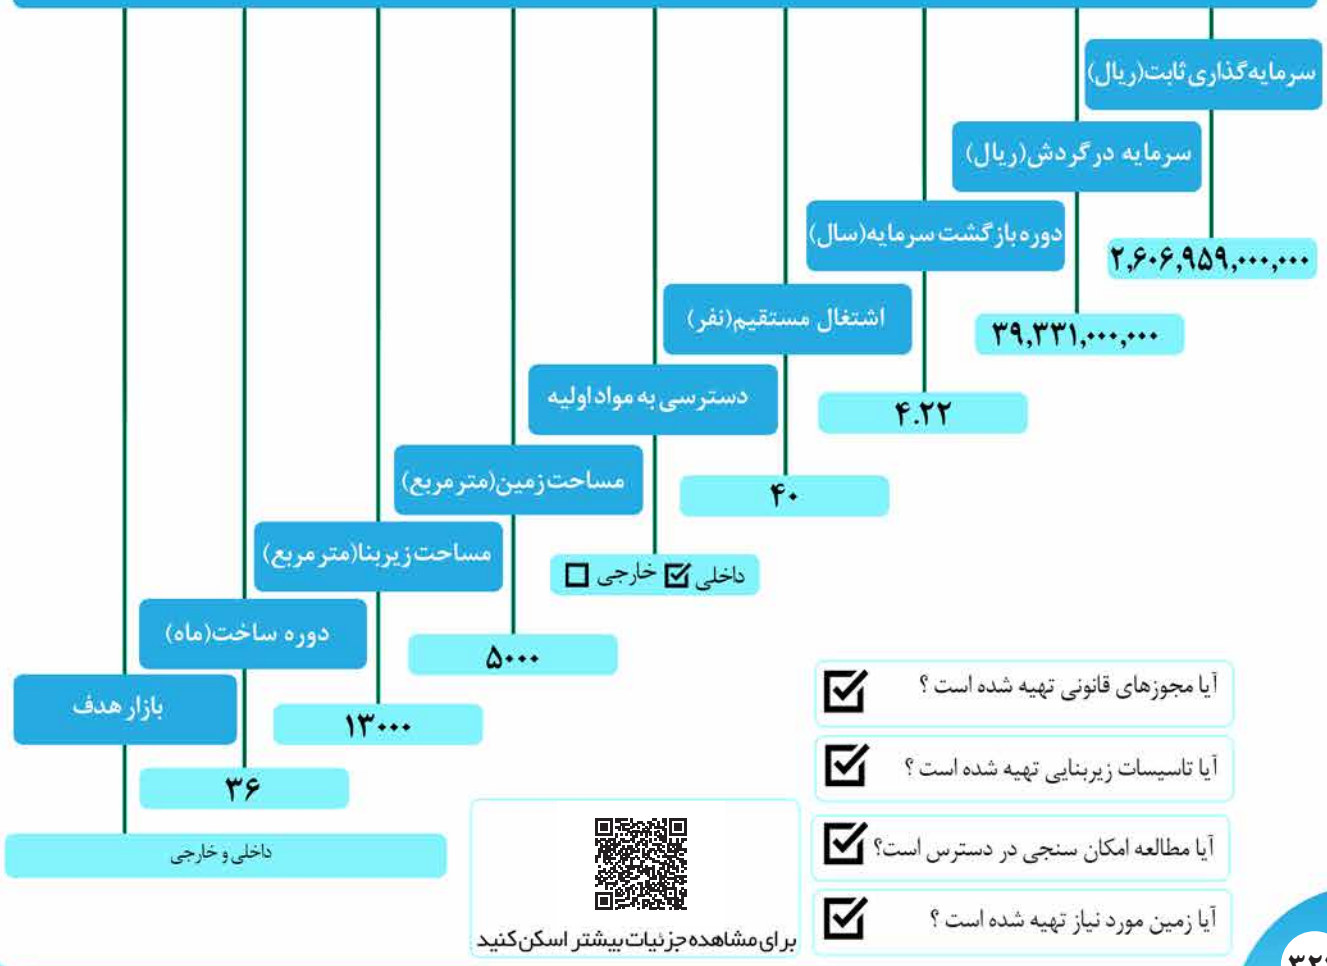 سرمایه‌گذاری ثابت(ریال)
۲,۶۰۶,۹۵۹,۰۰۰,۰۰۰
سرمایه در گردش(ریال)
۳۹,۳۳۱,۰۰۰,۰۰۰
دوره بازگشت سرمایه(سال)
۴.۲۲
اشتغال مستقیم(نفر)
۴۰
دسترسی به مواد اولیه
داخلی ☑ خارجی ☐
مساحت زمین(متر مربع)
۵۰۰۰
مساحت زیربنا(متر مربع)
۱۳۰۰۰
دوره ساخت(ماه)
۳۶
بازار هدف
داخلی و خارجی
آیا مجوزهای قانونی تهیه شده است ؟ ☑
آیا تاسیسات زیربنایی تهیه شده است ؟ ☑
آیا مطالعه امکان سنجی در دسترس است؟ ☑
آیا زمین مورد نیاز تهیه شده است ؟ ☑
برای مشاهده جزئیات بیشتر اسکن کنید